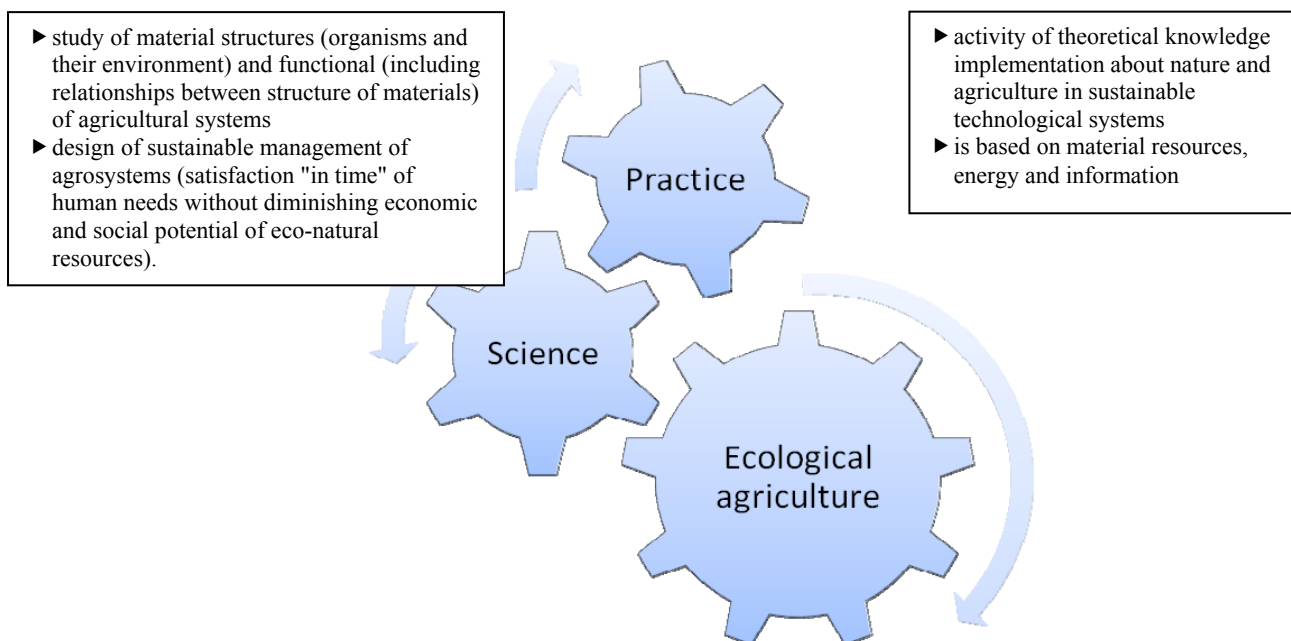 ▶ study of material structures (organisms and
their environment) and functional (including
relationships between structure of materials)
of agricultural systems
▶ design of sustainable management of
agrosystems (satisfaction "in time" of
human needs without diminishing economic
and social potential of eco-natural
resources).
▶ activity of theoretical knowledge
implementation about nature and
agriculture in sustainable
technological systems
▶ is based on material resources,
energy and information
Practice
Science
Ecological
agriculture